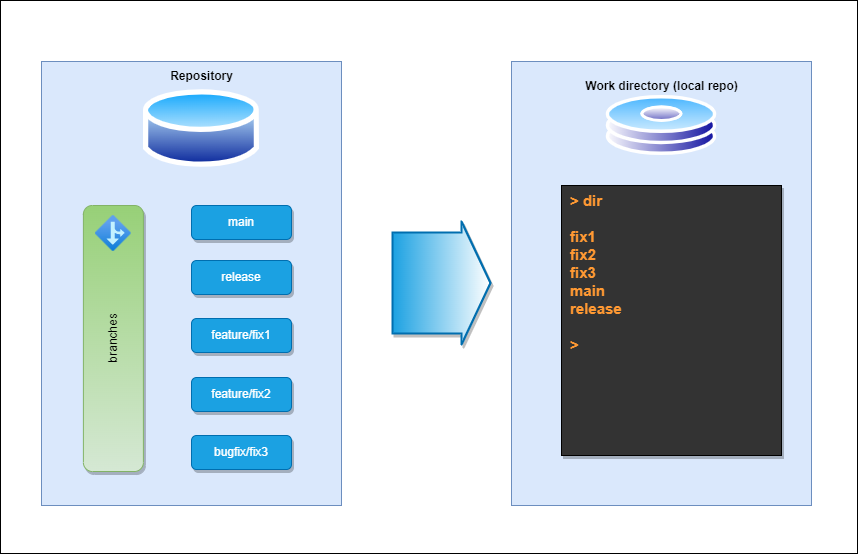 Repository
branches
main
release
feature/fix1
feature/fix2
bugfix/fix3
Work directory (local repo)
> dir
fix1
fix2
fix3
main
release
>